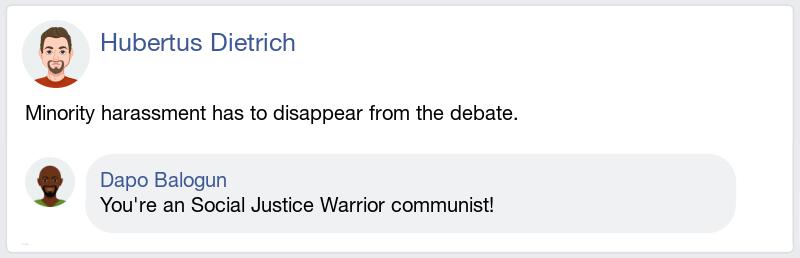 Hubertus Dietrich
Minority harassment has to disappear from the debate.
Dapo Balogun
You're an Social Justice Warrior communist!